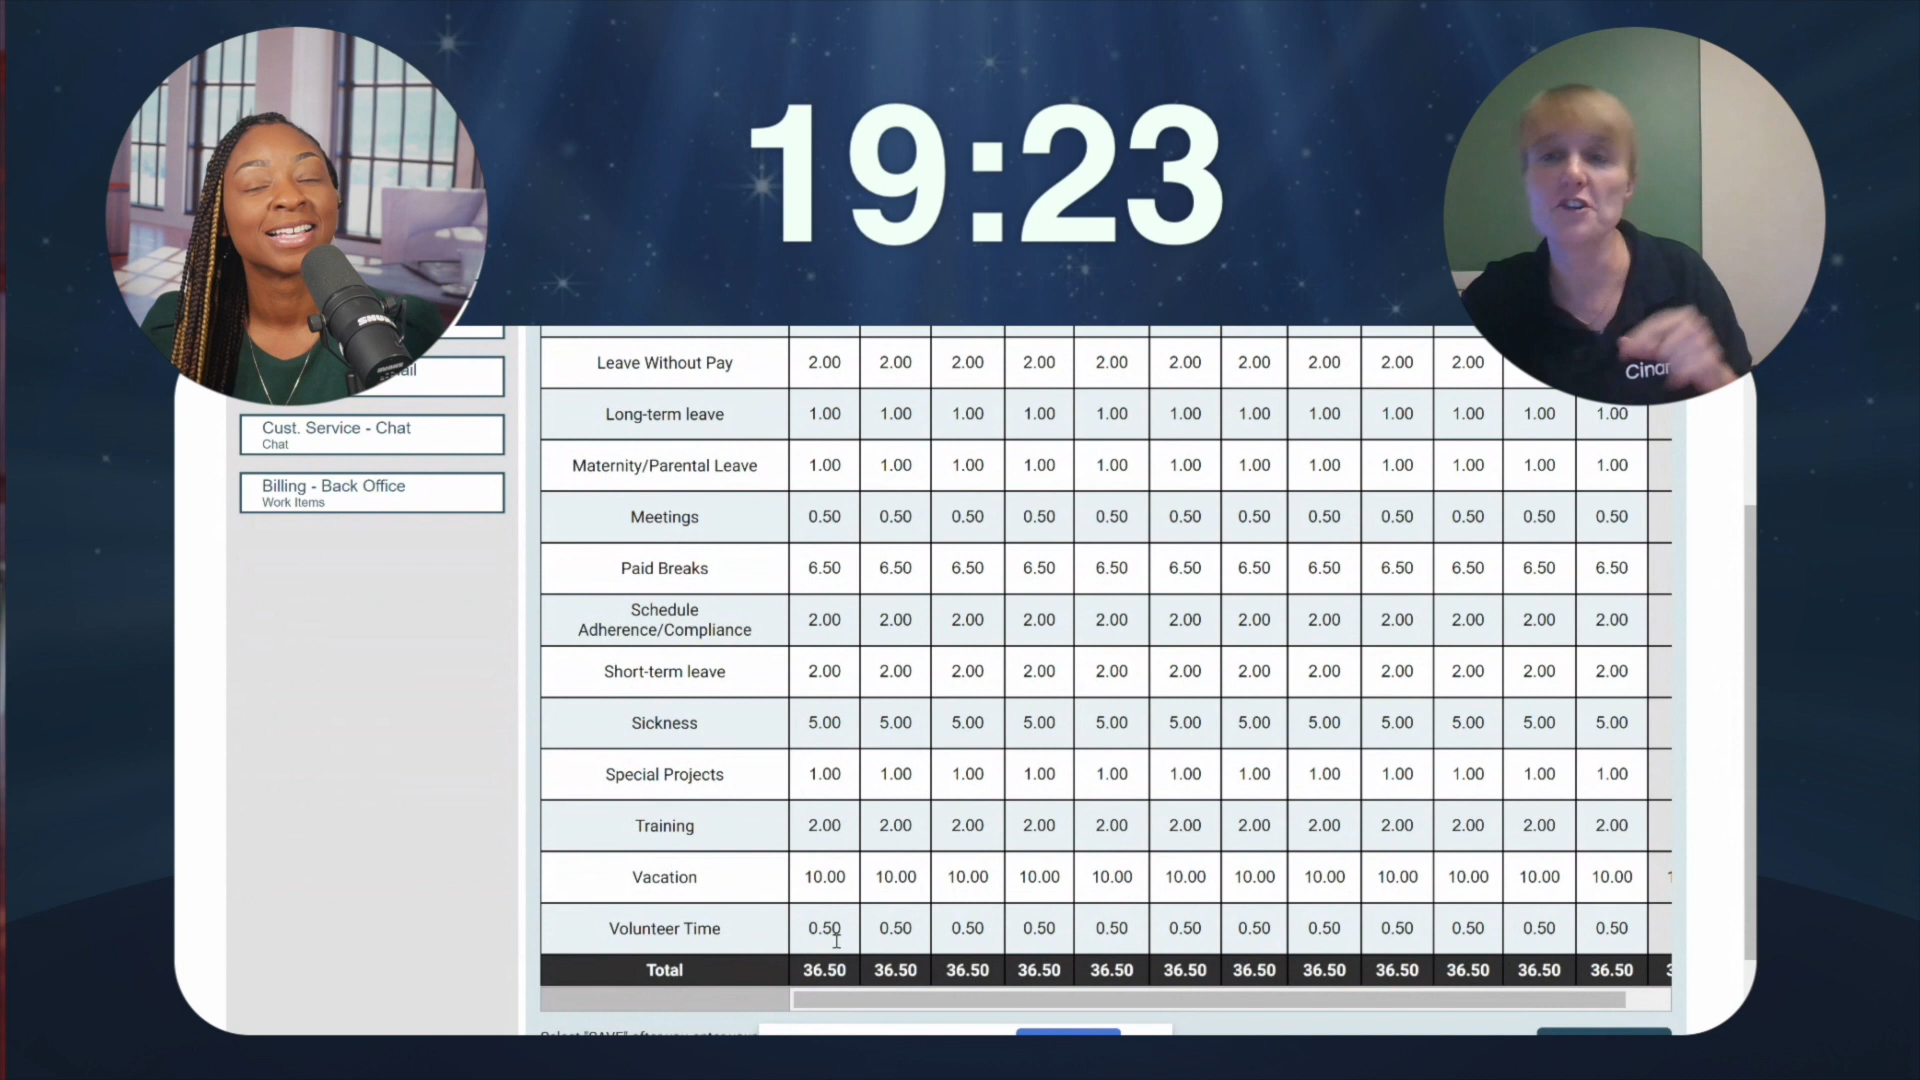 19:23
SHURE
Cinar
ail
Cust. Service - Chat
Chat
Billing - Back Office
Work Items
Leave Without Pay 2.00 2.00 2.00 2.00 2.00 2.00 2.00 2.00 2.00 2.00
Long-term leave 1.00 1.00 1.00 1.00 1.00 1.00 1.00 1.00 1.00 1.00 1.00 1.00
Maternity/Parental Leave 1.00 1.00 1.00 1.00 1.00 1.00 1.00 1.00 1.00 1.00 1.00 1.00
Meetings 0.50 0.50 0.50 0.50 0.50 0.50 0.50 0.50 0.50 0.50 0.50 0.50
Paid Breaks 6.50 6.50 6.50 6.50 6.50 6.50 6.50 6.50 6.50 6.50 6.50 6.50
Schedule
Adherence/Compliance 2.00 2.00 2.00 2.00 2.00 2.00 2.00 2.00 2.00 2.00 2.00 2.00
Short-term leave 2.00 2.00 2.00 2.00 2.00 2.00 2.00 2.00 2.00 2.00 2.00 2.00
Sickness 5.00 5.00 5.00 5.00 5.00 5.00 5.00 5.00 5.00 5.00 5.00 5.00
Special Projects 1.00 1.00 1.00 1.00 1.00 1.00 1.00 1.00 1.00 1.00 1.00 1.00
Training 2.00 2.00 2.00 2.00 2.00 2.00 2.00 2.00 2.00 2.00 2.00 2.00
Vacation 10.00 10.00 10.00 10.00 10.00 10.00 10.00 10.00 10.00 10.00 10.00 10.00
Volunteer Time 0.50 0.50 0.50 0.50 0.50 0.50 0.50 0.50 0.50 0.50 0.50 0.50
Total 36.50 36.50 36.50 36.50 36.50 36.50 36.50 36.50 36.50 36.50 36.50 36.50